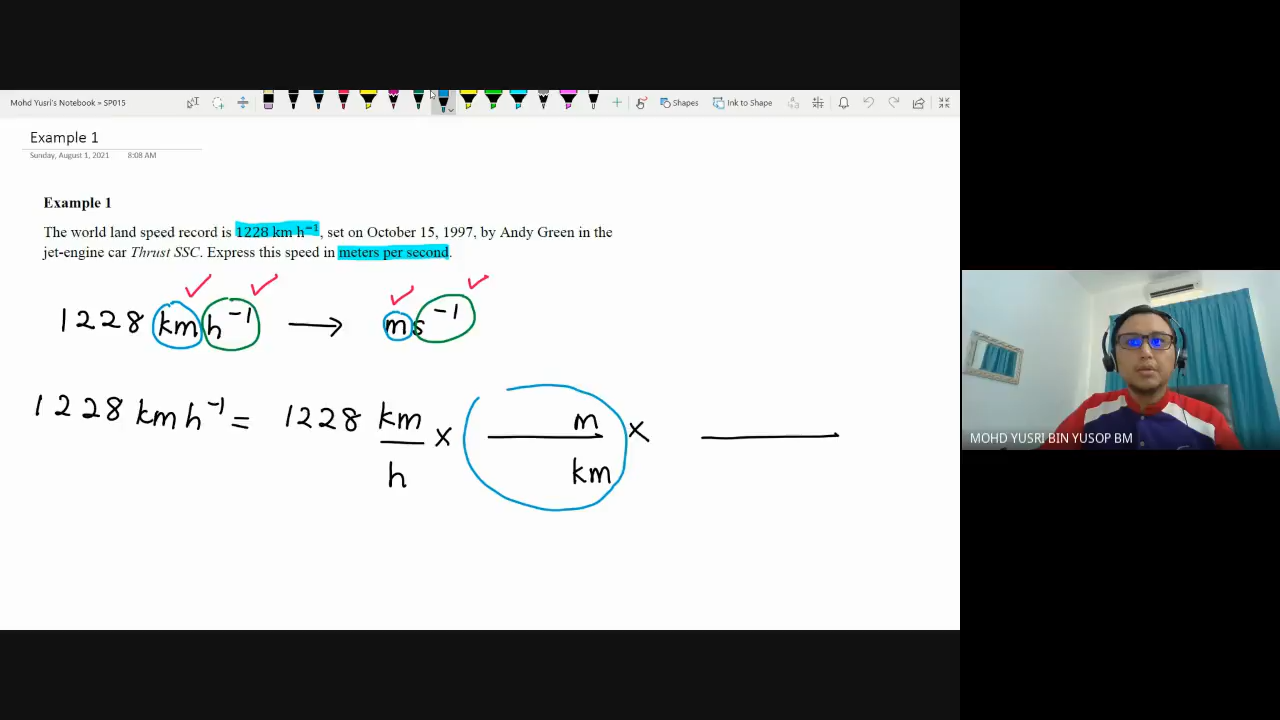 Mohd Yusri's Notebook » SP015
Shapes
Ink to Shape
Example 1
Sunday, August 1, 2021 8:08 AM
Example 1
The world land speed record is 1228 km h⁻¹, set on October 15, 1997, by Andy Green in the
jet-engine car Thrust SSC. Express this speed in meters per second.
1228 km h⁻¹ → m s⁻¹
1228 km h⁻¹ = 1228 km/h × m/km ×
MOHD YUSRI BIN YUSOP BM